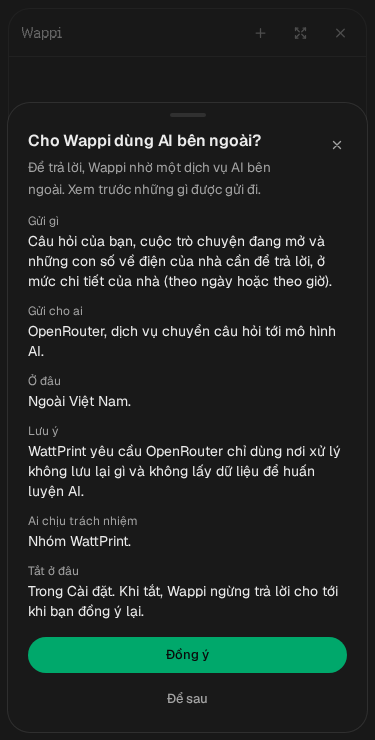 Wappi
Cho Wappi dùng AI bên ngoài?
Để trả lời, Wappi nhờ một dịch vụ AI bên
ngoài. Xem trước những gì được gửi đi.
Gửi gì
Câu hỏi của bạn, cuộc trò chuyện đang mở và
những con số về điện của nhà cần để trả lời, ở
mức chi tiết của nhà (theo ngày hoặc theo giờ).
Gửi cho ai
OpenRouter, dịch vụ chuyển câu hỏi tới mô hình
AI.
Ở đâu
Ngoài Việt Nam.
Lưu ý
WattPrint yêu cầu OpenRouter chỉ dùng nơi xử lý
không lưu lại gì và không lấy dữ liệu để huấn
luyện AI.
Ai chịu trách nhiệm
Nhóm WattPrint.
Tắt ở đâu
Trong Cài đặt. Khi tắt, Wappi ngừng trả lời cho tới
khi bạn đồng ý lại.
Đồng ý
Để sau